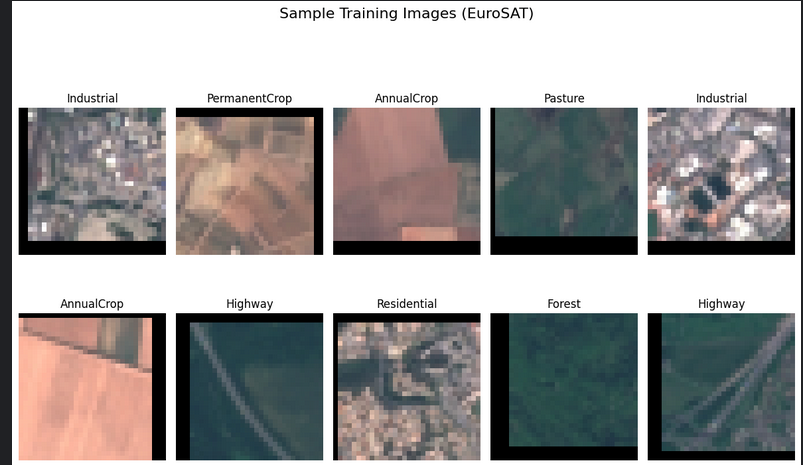 Sample Training Images (EuroSAT)
Industrial
PermanentCrop
AnnualCrop
Pasture
Industrial
AnnualCrop
Highway
Residential
Forest
Highway